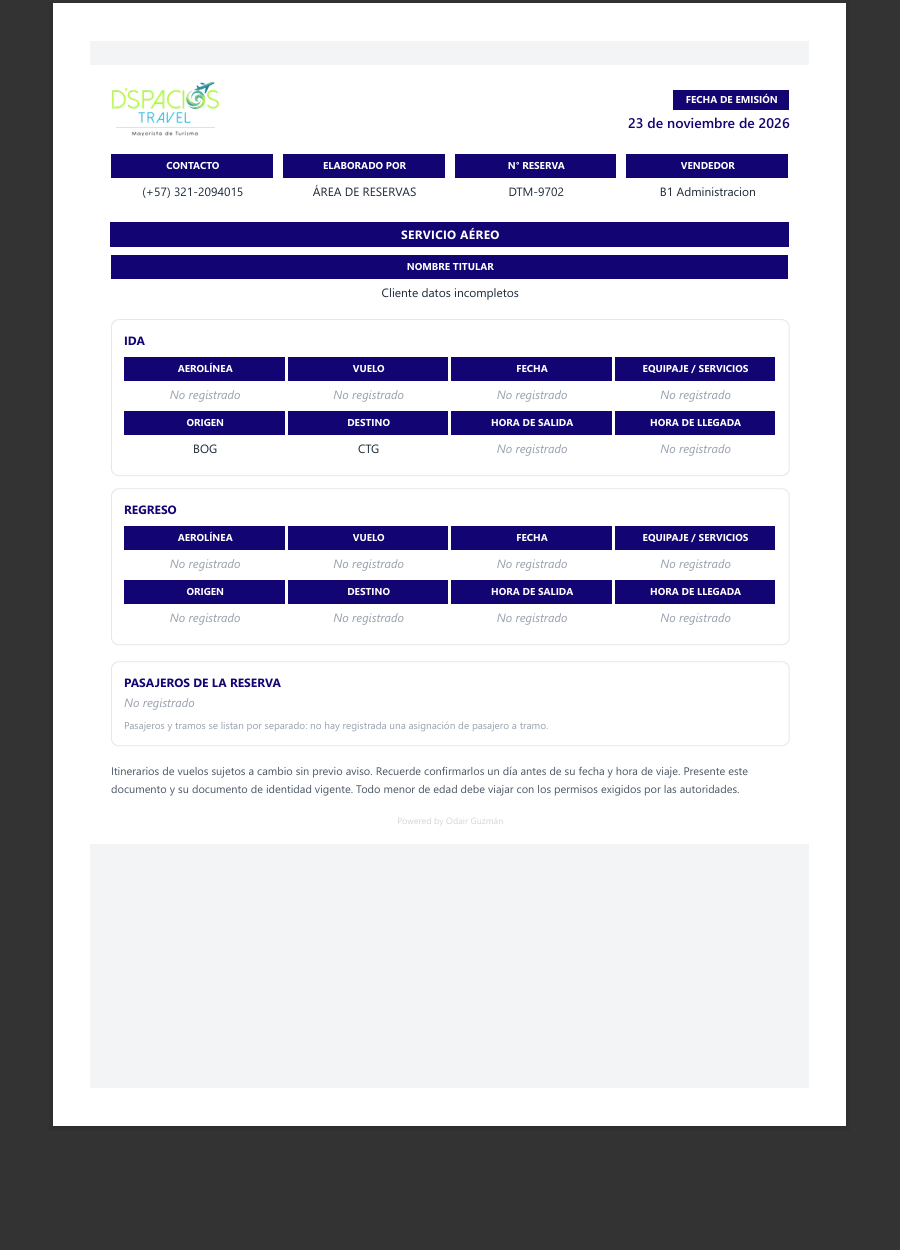 D'SPACIOS
TRAVEL
Mayorista de Turismo
FECHA DE EMISIÓN
23 de noviembre de 2026
CONTACTO ELABORADO POR N° RESERVA VENDEDOR
(+57) 321-2094015 ÁREA DE RESERVAS DTM-9702 B1 Administracion
SERVICIO AÉREO
NOMBRE TITULAR
Cliente datos incompletos
IDA
AEROLÍNEA VUELO FECHA EQUIPAJE / SERVICIOS
No registrado No registrado No registrado No registrado
ORIGEN DESTINO HORA DE SALIDA HORA DE LLEGADA
BOG CTG No registrado No registrado
REGRESO
AEROLÍNEA VUELO FECHA EQUIPAJE / SERVICIOS
No registrado No registrado No registrado No registrado
ORIGEN DESTINO HORA DE SALIDA HORA DE LLEGADA
No registrado No registrado No registrado No registrado
PASAJEROS DE LA RESERVA
No registrado
Pasajeros y tramos se listan por separado: no hay registrada una asignación de pasajero a tramo.
Itinerarios de vuelos sujetos a cambio sin previo aviso. Recuerde confirmarlos un día antes de su fecha y hora de viaje. Presente este
documento y su documento de identidad vigente. Todo menor de edad debe viajar con los permisos exigidos por las autoridades.
Powered by Odair Guzmán